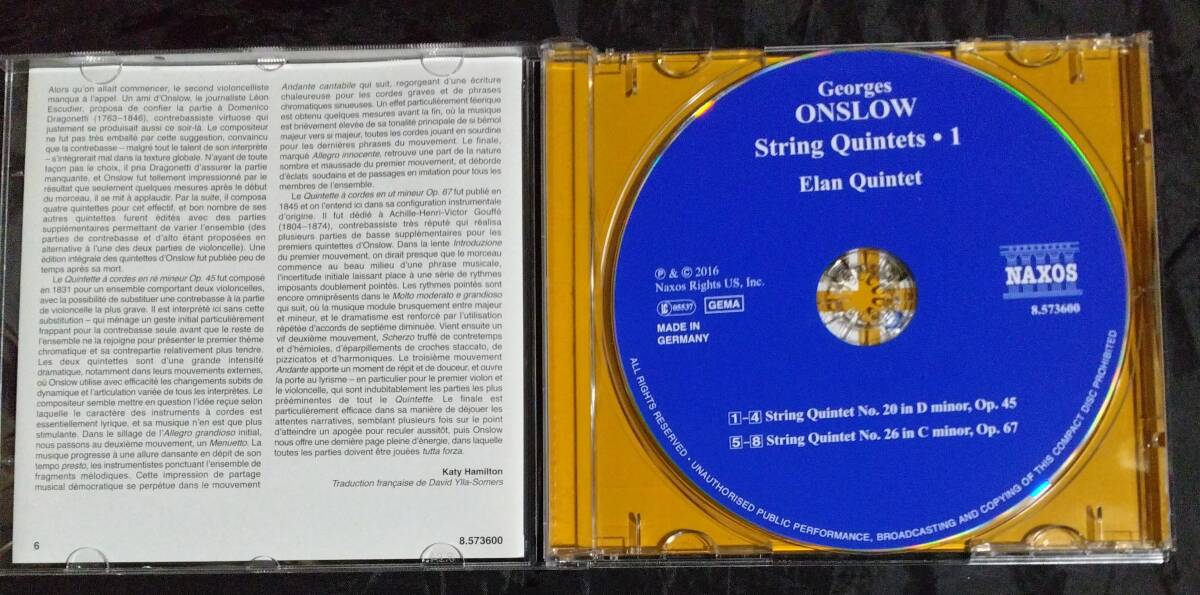 Alors qu'on allait commencer, le second violoncelliste
manqua à l'appel. Un ami d'Onslow, le journaliste Léon
Escudier, proposa de confier la partie à Domenico
Dragonetti (1763–1846), contrebassiste virtuose qui
justement se produisait aussi ce soir-là. Le compositeur
ne fut pas très emballé par cette suggestion, convaincu
que la contrebasse – malgré tout le talent de son interprète
– s'intégrerait mal dans la texture globale. N'ayant de toute
façon pas le choix, il pria Dragonetti d'assurer la partie
manquante, et Onslow fut tellement impressionné par le
résultat que seulement quelques mesures après le début
du morceau, il se mit à applaudir. Par la suite, il composa
quatre quintettes pour cet effectif, et bon nombre de ses
autres quintettes furent édités avec des parties
supplémentaires permettant de varier l'ensemble (des
parties de contrebasse et d'alto étant proposées en
alternative à l'une des deux parties de violoncelle). Une
édition intégrale des quintettes d'Onslow fut publiée peu de
temps après sa mort.
Le Quintette à cordes en ré mineur Op. 45 fut composé
en 1831 pour un ensemble comportant deux violoncelles,
avec la possibilité de substituer une contrebasse à la partie
de violoncelle la plus grave. Il est interprété ici sans cette
substitution – qui ménage un geste initial particulièrement
frappant pour la contrebasse seule avant que le reste de
l'ensemble ne la rejoigne pour présenter le premier thème
chromatique et sa contrepartie relativement plus tendre.
Les deux quintettes sont d'une grande intensité
dramatique, notamment dans leurs mouvements externes,
où Onslow utilise avec efficacité les changements subits de
dynamique et l'articulation variée de tous les interprètes. Le
compositeur semble mettre en question l'idée reçue selon
laquelle le caractère des instruments à cordes est
essentiellement lyrique, et sa musique n'en est que plus
stimulante. Dans le sillage de l'Allegro grandioso initial,
nous passons au deuxième mouvement, un Menuetto. La
musique progresse à une allure dansante en dépit de son
tempo presto, les instrumentistes ponctuant l'ensemble de
fragments mélodiques. Cette impression de partage
musical démocratique se perpétue dans le mouvement
6
Andante cantabile qui suit, regorgeant d'une écriture
chaleureuse pour les cordes graves et de phrases
chromatiques sinueuses. Un effet particulièrement féerique
est obtenu quelques mesures avant la fin, où la musique
est brièvement élevée de sa tonalité principale de si bémol
majeur vers si majeur, toutes les cordes jouant en sourdine
pour les dernières phrases du mouvement. Le finale,
marqué Allegro innocente, retrouve une part de la nature
sombre et maussade du premier mouvement, et déborde
d'éclats soudains et de passages en imitation pour tous les
membres de l'ensemble.
Le Quintette à cordes en ut mineur Op. 67 fut publié en
1845 et on l'entend ici dans sa configuration instrumentale
d'origine. Il fut dédié à Achille-Henri-Victor Gouffé
(1804–1874), contrebassiste très réputé qui réalisa
plusieurs parties de basse supplémentaires pour les
premiers quintettes d'Onslow. Dans la lente Introduzione
du premier mouvement, on dirait presque que le morceau
commence au beau milieu d'une phrase musicale,
l'incertitude initiale laissant place à une série de rythmes
imposants doublement pointés. Ces rythmes pointés sont
encore omniprésents dans le Molto moderato e grandioso
qui suit, où la musique module brusquement entre majeur
et mineur, et le dramatisme est renforcé par l'utilisation
répétée d'accords de septième diminuée. Vient ensuite un
vif deuxième mouvement, Scherzo truffé de contretemps
et d'hémioles, d'éparpillements de croches staccato, de
pizzicatos et d'harmoniques. Le troisième mouvement
Andante apporte un moment de répit et de douceur, et ouvre
la porte au lyrisme – en particulier pour le premier violon et
le violoncelle, qui sont indubitablement les parties les plus
prééminentes de tout le Quintette. Le finale est
particulièrement efficace dans sa manière de déjouer les
attentes narratives, semblant plusieurs fois sur le point
d'atteindre un apogée pour reculer aussitôt, puis Onslow
nous offre une dernière page pleine d'énergie, dans laquelle
toutes les parties doivent être jouées tutta forza.
Katy Hamilton
Traduction française de David Ylla-Somers
8.573600
Georges
ONSLOW
String Quintets • 1
Elan Quintet
℗ & © 2016
Naxos Rights US, Inc.
LC 05537 GEMA
MADE IN
GERMANY
NAXOS
8.573600
1–4 String Quintet No. 20 in D minor, Op. 45
5–8 String Quintet No. 26 in C minor, Op. 67
ALL RIGHTS RESERVED • UNAUTHORISED PUBLIC PERFORMANCE, BROADCASTING AND COPYING OF THIS COMPACT DISC PROHIBITED